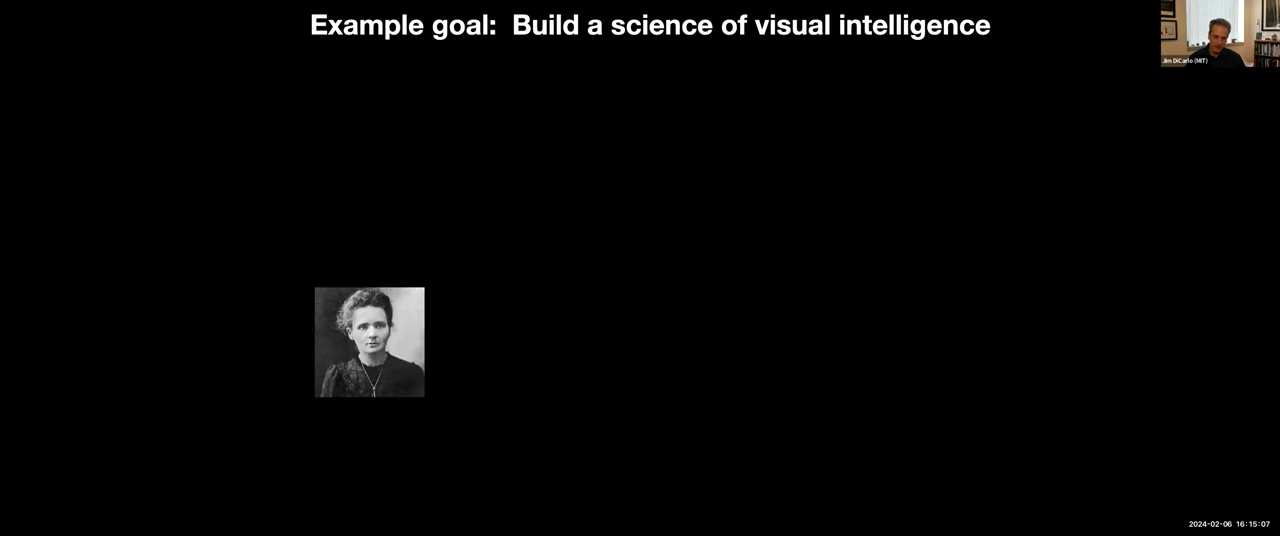 Example goal:  Build a science of visual intelligence
Jim DiCarlo (MIT)
2024-02-06 16:15:07